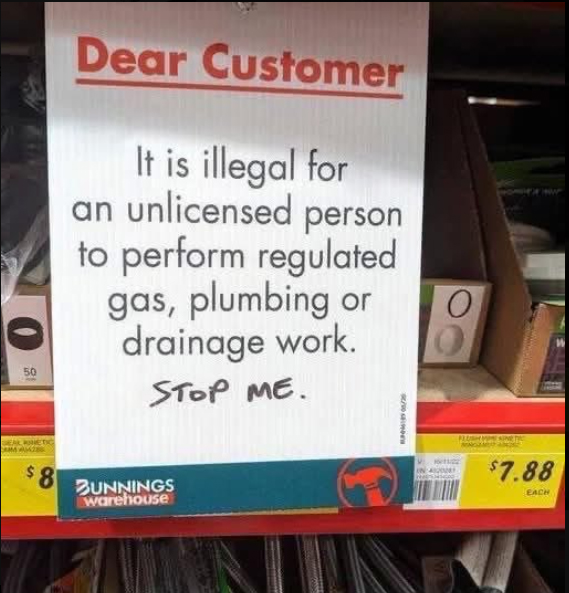 Dear Customer
It is illegal for
an unlicensed person
to perform regulated
gas, plumbing or
drainage work.
STOP ME.
BUNNINGS
warehouse
50
$8
$7.88
EACH